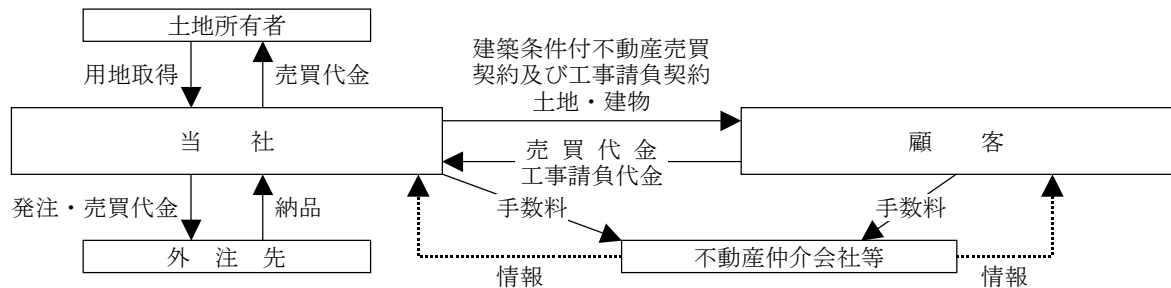 土地所有者
用地取得
売買代金
建築条件付不動産売買
契約及び工事請負契約
土地・建物
当 社
顧 客
売買代金
工事請負代金
発注・売買代金
納品
手数料
手数料
外注先
不動産仲介会社等
情報
情報